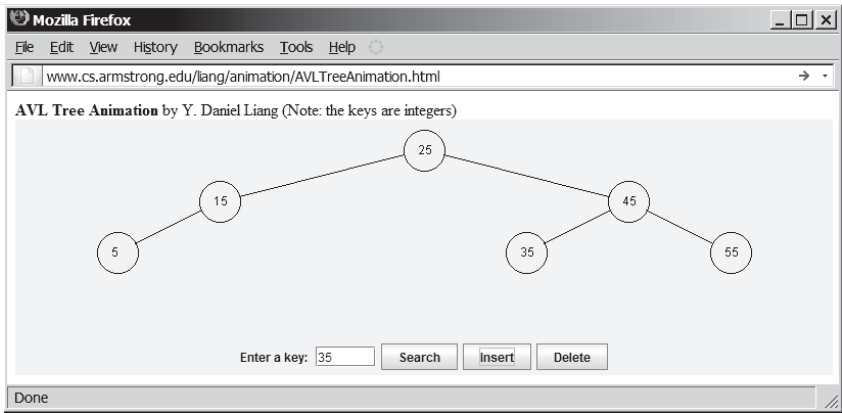 Mozilla Firefox
File Edit View History Bookmarks Tools Help
www.cs.armstrong.edu/liang/animation/AVLTreeAnimation.html
AVL Tree Animation by Y. Daniel Liang (Note: the keys are integers)
25
15 45
5 35 55
Enter a key: 35 Search Insert Delete
Done